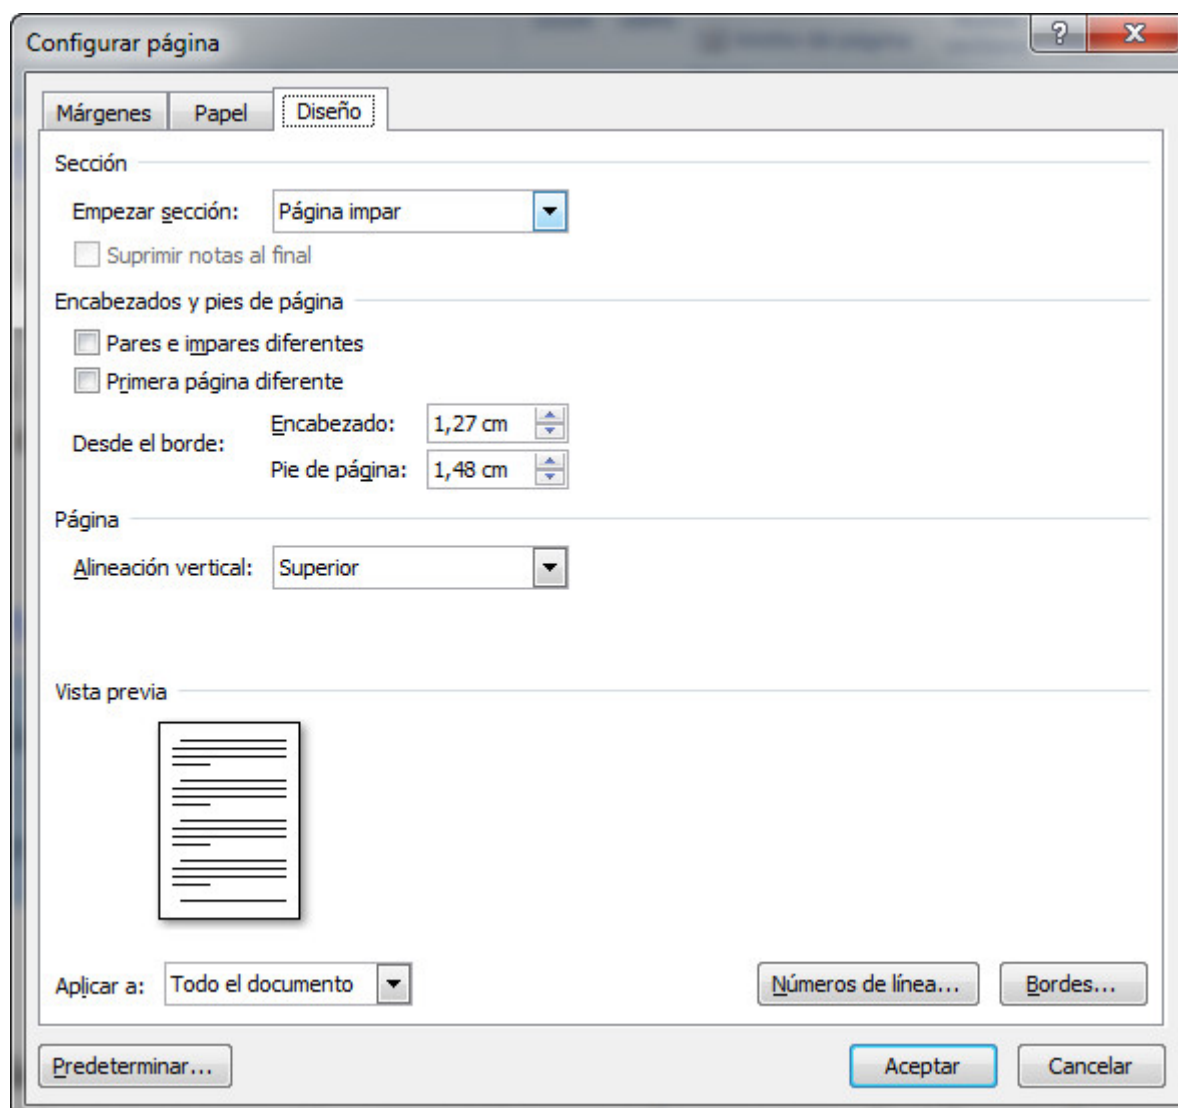 Configurar página
Márgenes Papel Diseño
Sección
Empezar sección: Página impar
Suprimir notas al final
Encabezados y pies de página
Pares e impares diferentes
Primera página diferente
Desde el borde:
Encabezado: 1,27 cm
Pie de página: 1,48 cm
Página
Alineación vertical: Superior
Vista previa
Aplicar a: Todo el documento
Números de línea... Bordes...
Predeterminar... Aceptar Cancelar